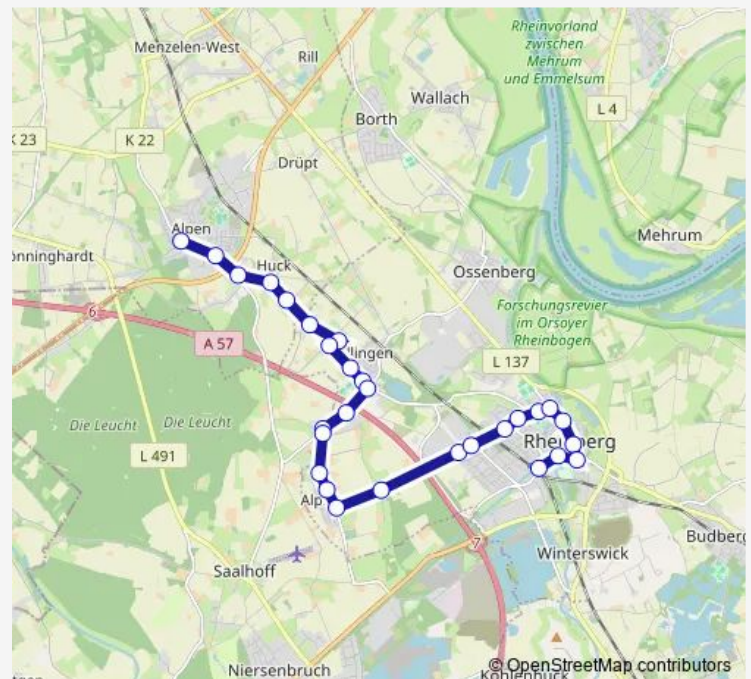 Rheinvorland
zwischen
Mehrum
und Emmelsum
Menzelen-West
Rill
Wallach
L 4
Borth
K 23
K 22
Drüpt
Alpen
Mehrum
önninghardt
Huck
Ossenberg
6
Forschungsrevier
im Orsoyer
Rheinbogen
A 57
llingen
L 137
Die Leucht
Die Leucht
L 491
Rheinberg
Alp
7
Winterswick
Budberg
Saalhoff
Niersenbruch
© OpenStreetMap contributors